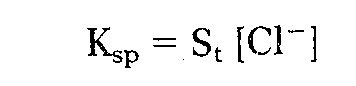 Kₛₚ = Sₜ [Cl⁻]